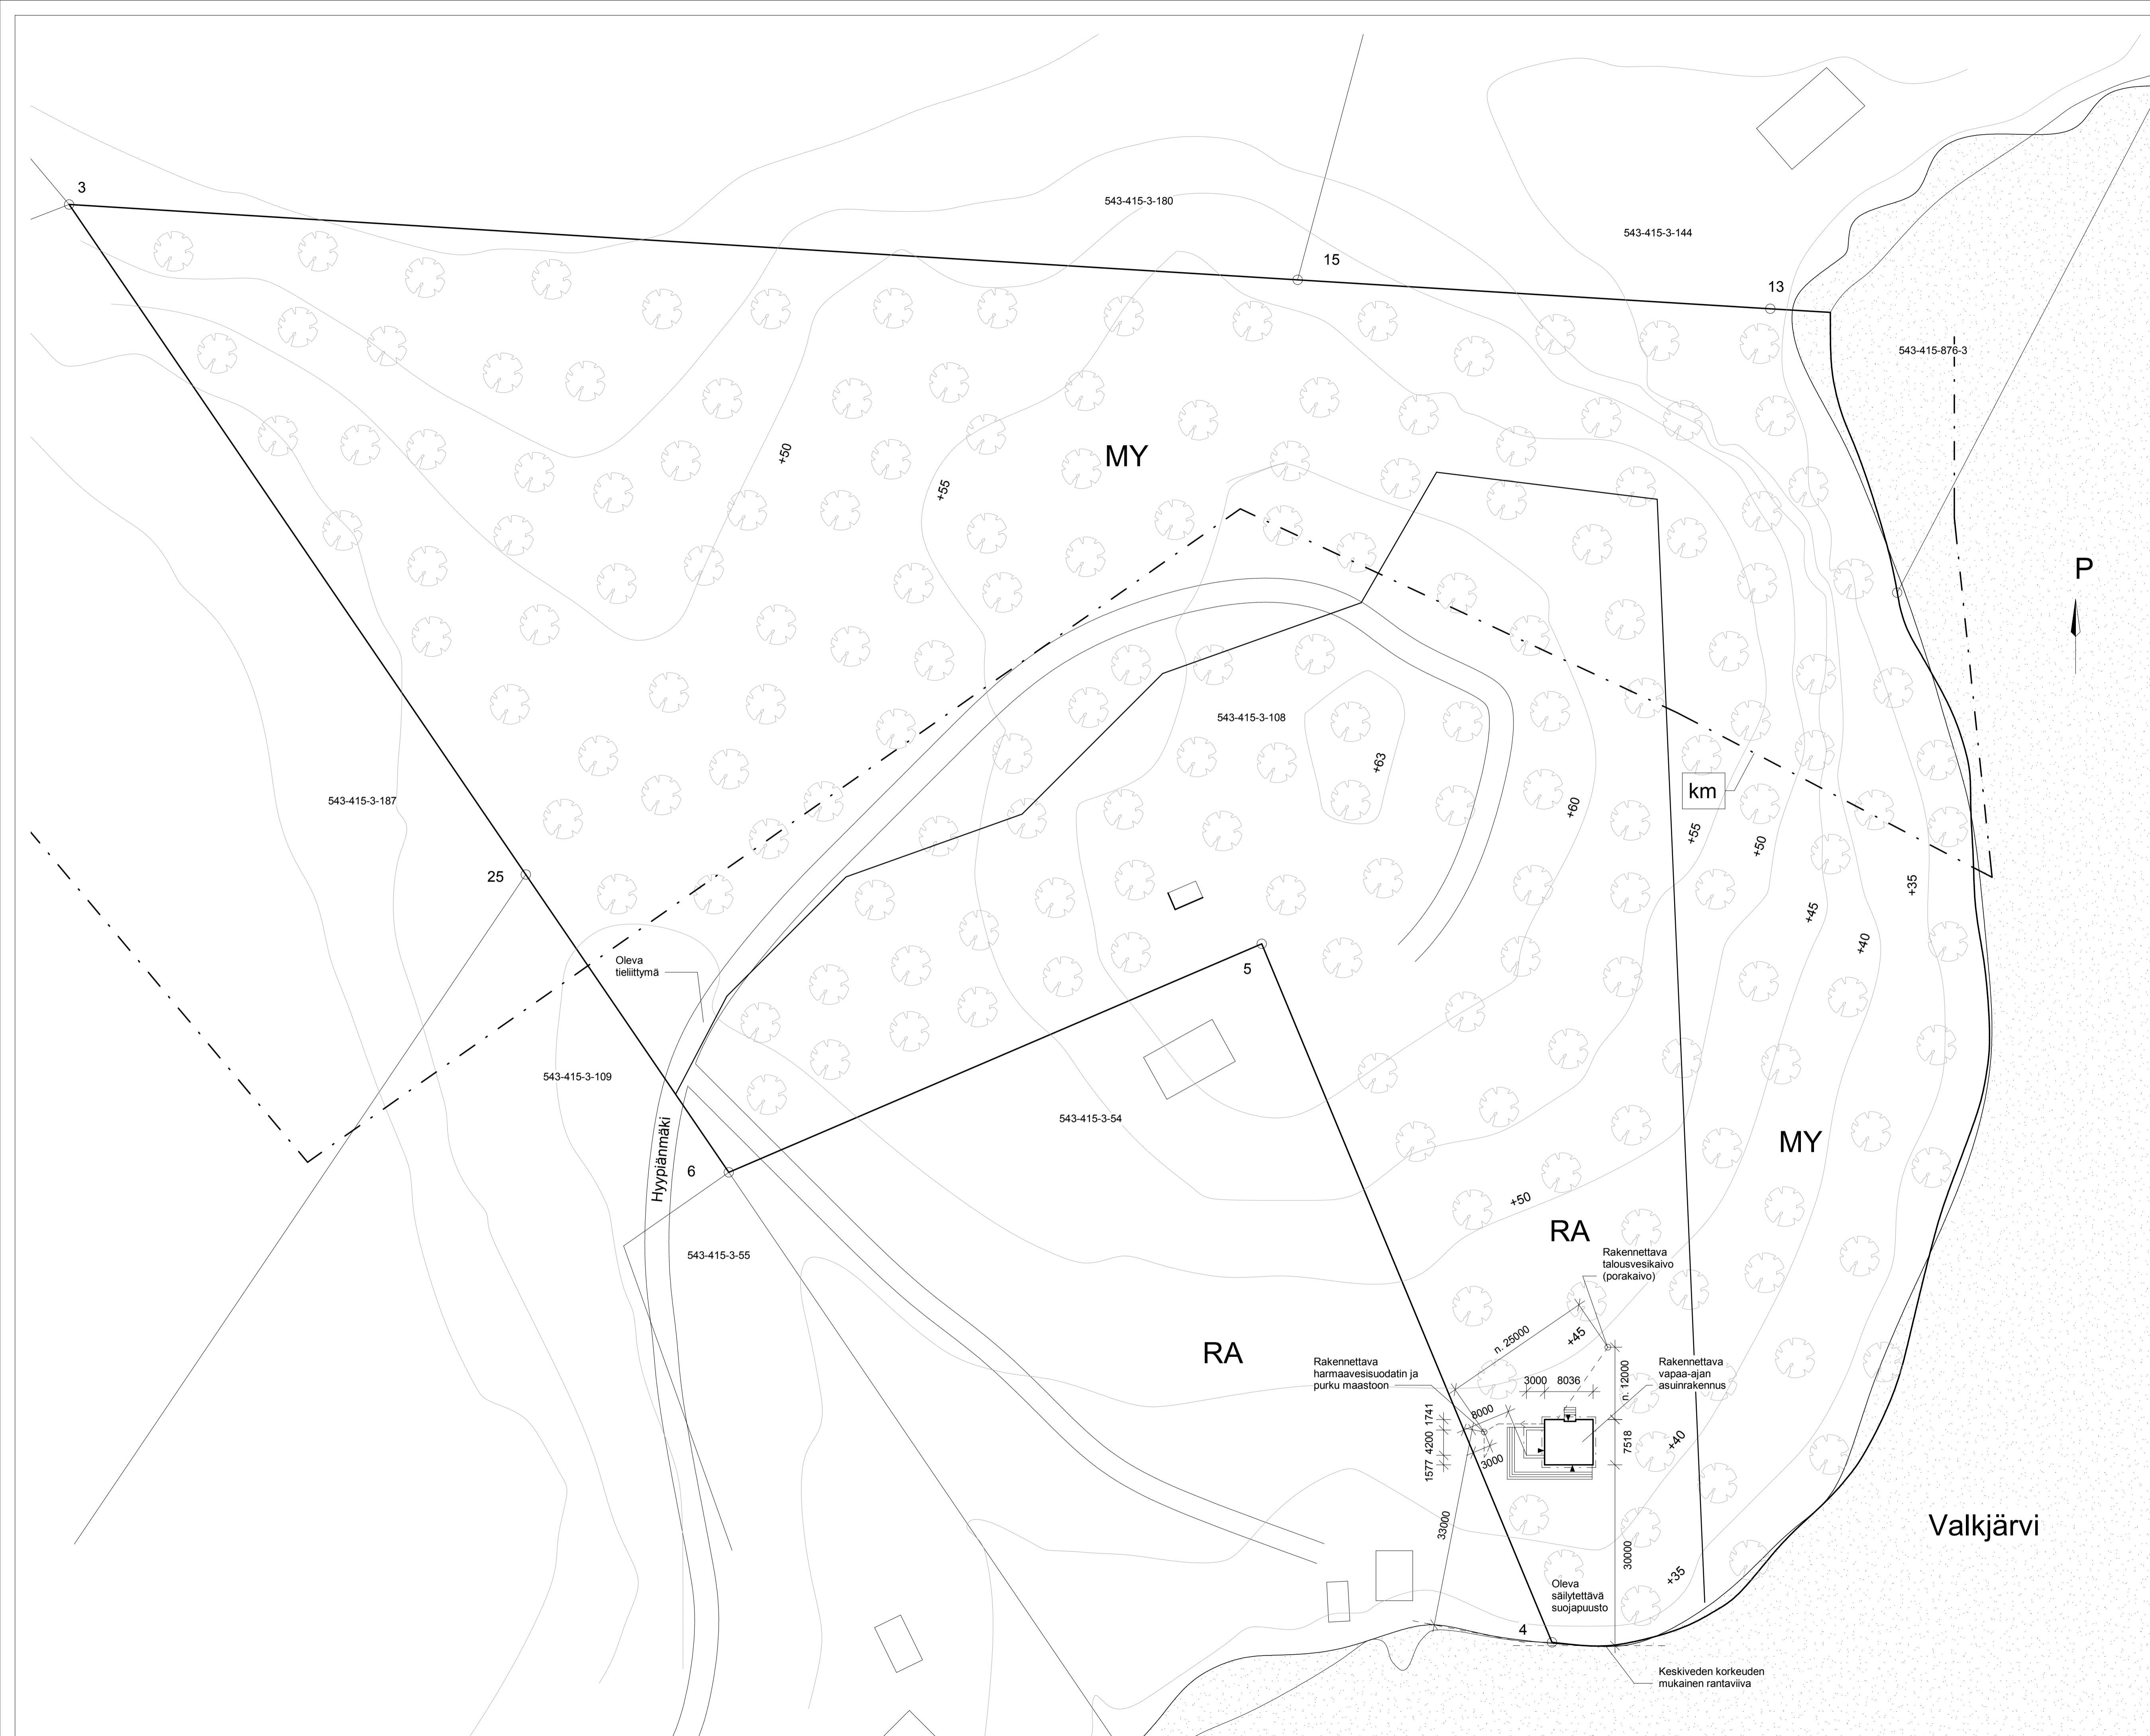 3
543-415-3-180
543-415-3-144
15
13
543-415-876-3
+50
MY
+55
P
543-415-3-108
+63
km
+60
543-415-3-187
+55
+50
25
+35
+45
+40
Oleva
tieliittymä
5
543-415-3-109
543-415-3-54
MY
Hyypiänmäki
6
+50
RA
543-415-3-55
Rakennettava
talousvesikaivo
(porakaivo)
+45
n. 25000
RA
Rakennettava
harmaavesisuodatin ja
purku maastoon
Rakennettava
vapaa-ajan
asuinrakennus
3000
8036
n. 12000
1741
8000
4200
7518
+40
3000
1577
33000
Valkjärvi
30000
+35
Oleva
säilytettävä
suojapuusto
4
Keskiveden korkeuden
mukainen rantaviiva